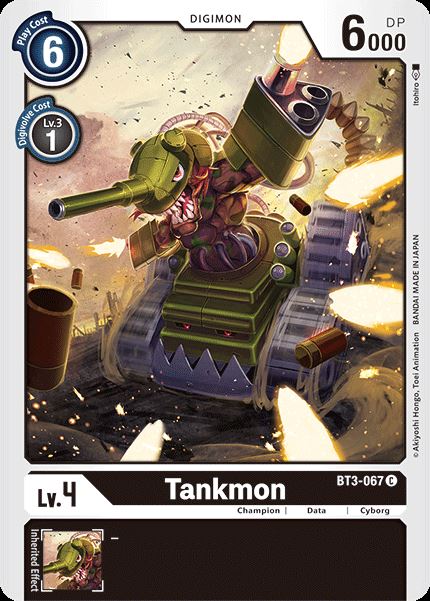 DIGIMON
Play Cost
6
DP
6000
Digivolve Cost
Lv.3
1
Itohiro
© Akiyoshi Hongo, Toei Animation BANDAI MADE IN JAPAN
BT3-067 C
Lv.4
Tankmon
Champion | Data | Cyborg
Inherited Effect
–